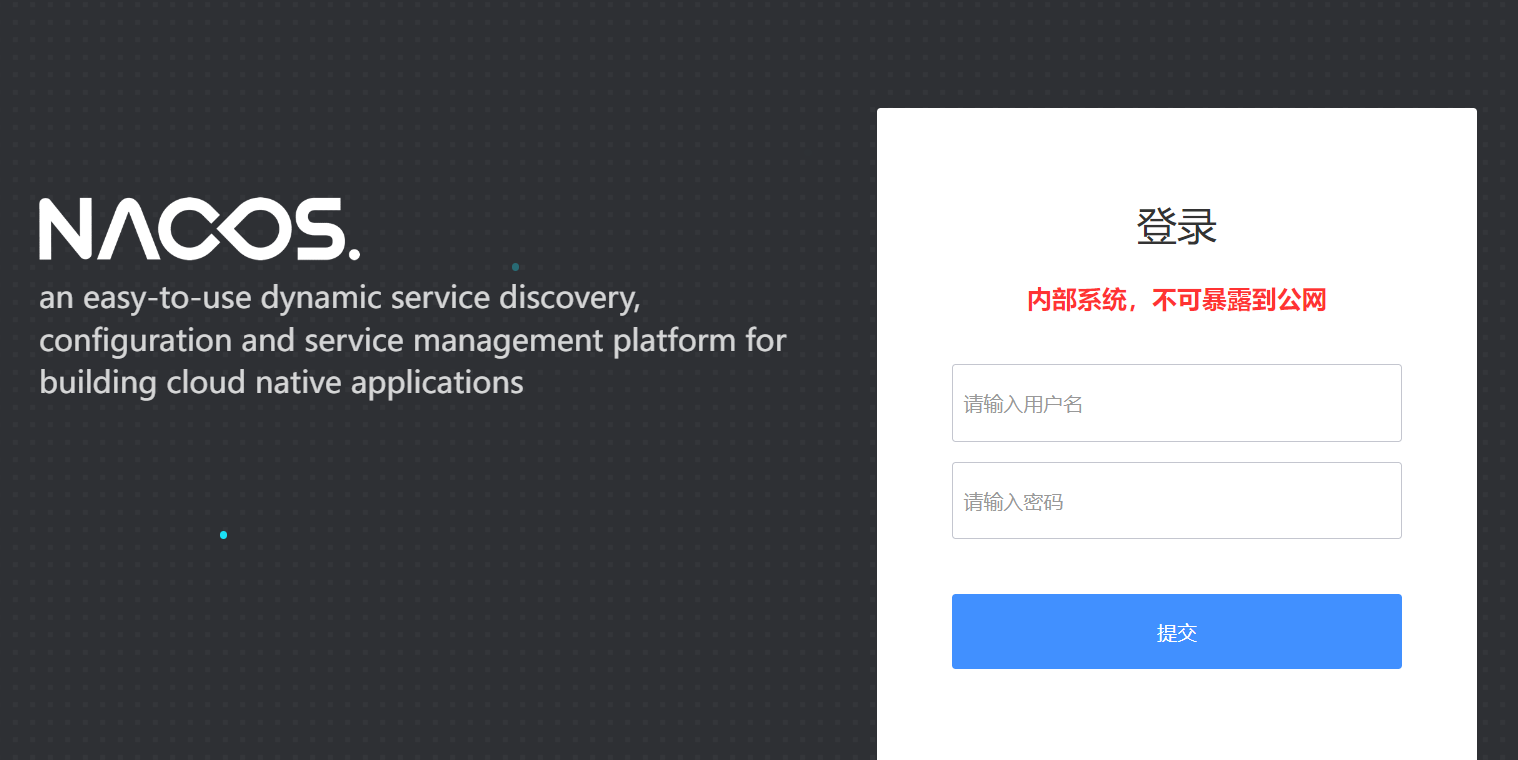 NACOS.
an easy-to-use dynamic service discovery,
configuration and service management platform for
building cloud native applications
登录
内部系统，不可暴露到公网
请输入用户名
请输入密码
提交